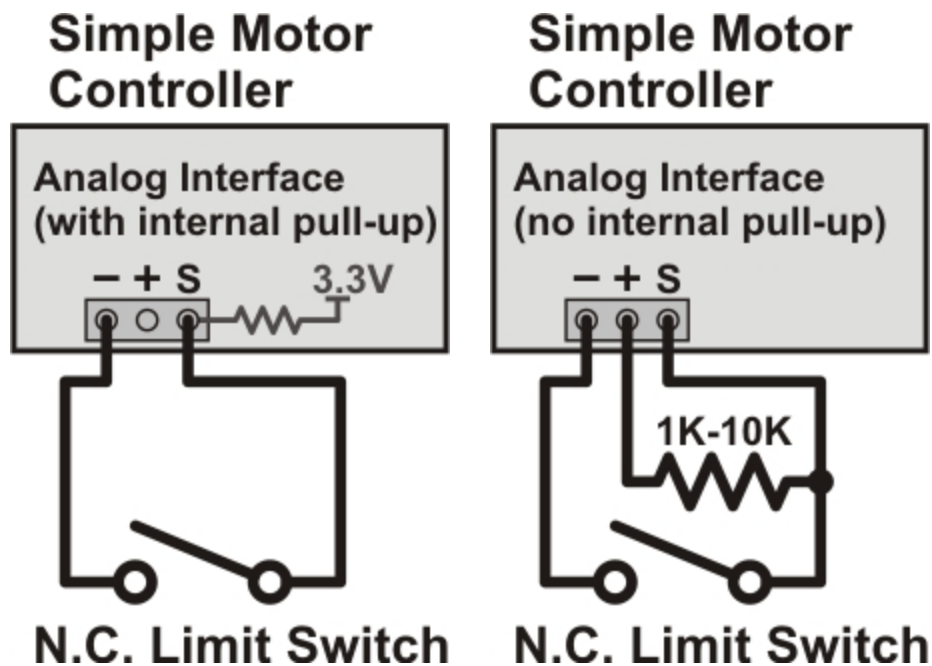 Simple Motor
Controller
Analog Interface
(with internal pull-up)
− + S
3.3V
N.C. Limit Switch
Simple Motor
Controller
Analog Interface
(no internal pull-up)
− + S
1K-10K
N.C. Limit Switch